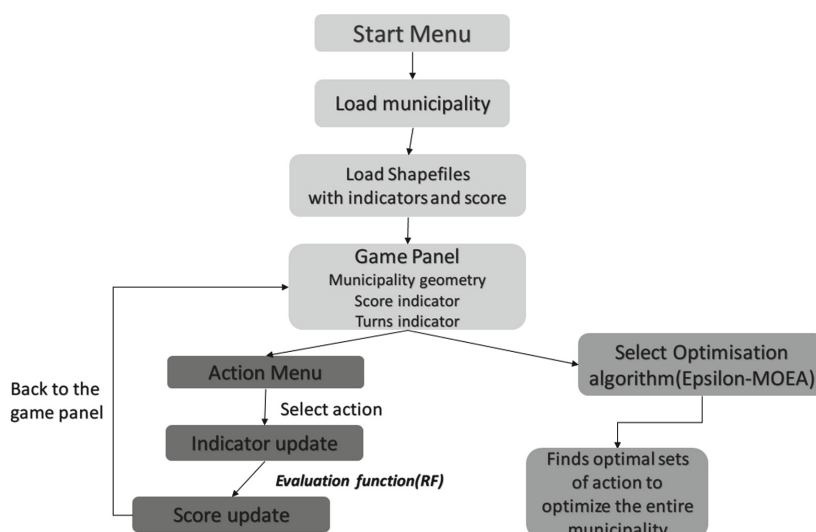 Start Menu
Load municipality
Load Shapefiles
with indicators and score
Game Panel
Municipality geometry
Score indicator
Turns indicator
Select Optimisation
algorithm(Epsilon-MOEA)
Action Menu
Back to the
game panel
Select action
Indicator update
Finds optimal sets
of action to
optimize the entire
municipality
Evaluation function(RF)
Score update